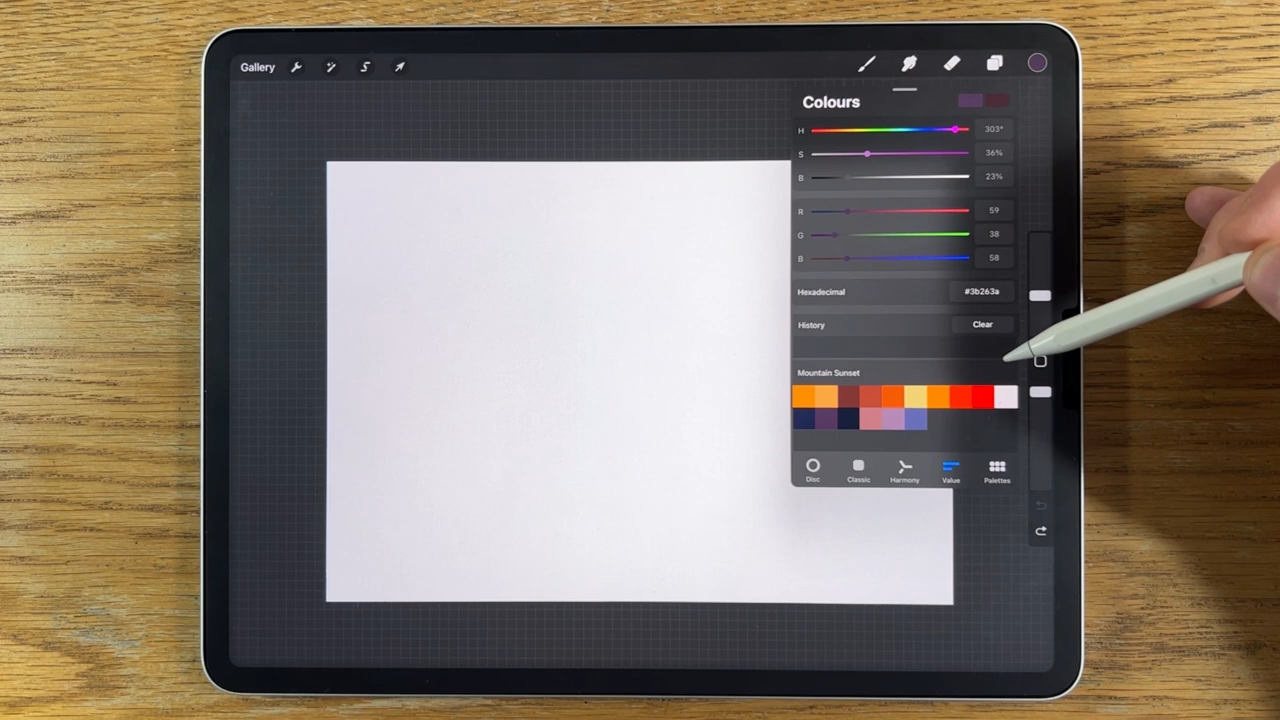 Gallery
Colours
H 303°
S 36%
B 23%
R 59
G 38
B 58
Hexadecimal #3b263a
History Clear
Mountain Sunset
Disc Classic Harmony Value Palettes